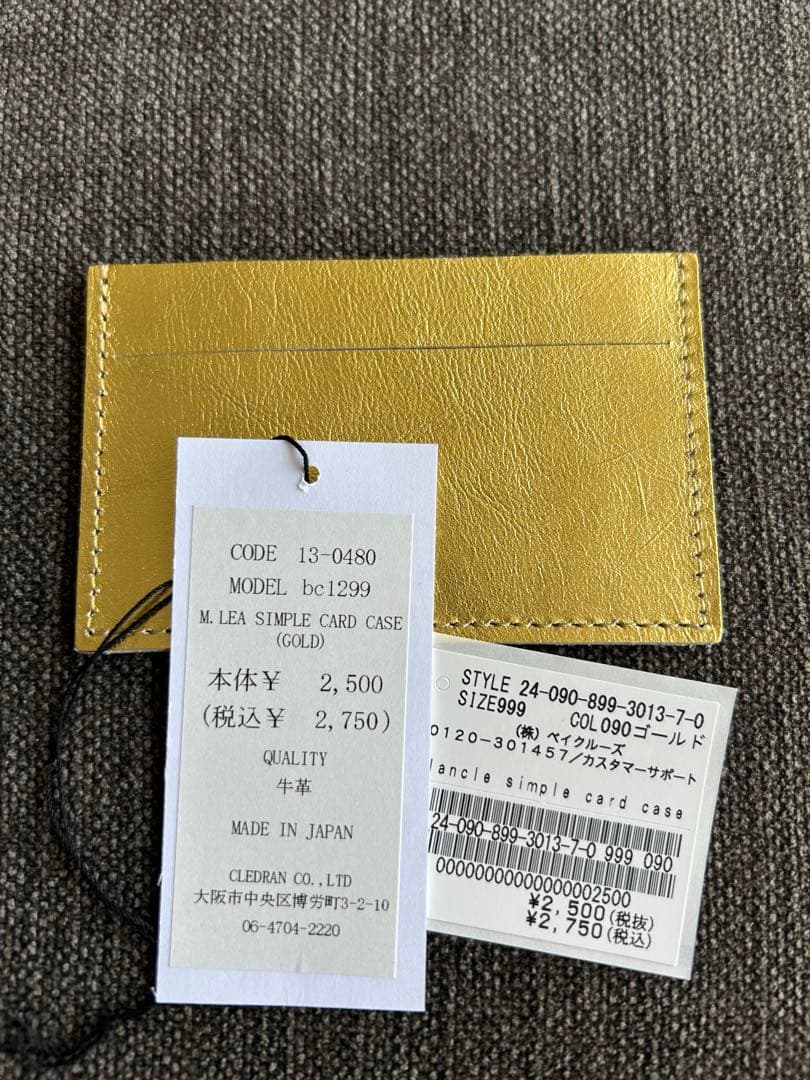 CODE 13-0480
MODEL bc1299
M.LEA SIMPLE CARD CASE
(GOLD)
本体¥ 2,500
(税込¥ 2,750)
QUALITY
牛革
MADE IN JAPAN
CLEDRAN CO.,LTD
大阪市中央区博労町3-2-10
06-4704-2220
STYLE 24-090-899-3013-7-0
SIZE999 COL090ゴールド
(株)ベイクルーズ
0120-301457/カスタマーサポート
simple card case
24-090-899-3013-7-0 999 090
00000000000000002500
¥2,500(税抜)
¥2,750(税込)